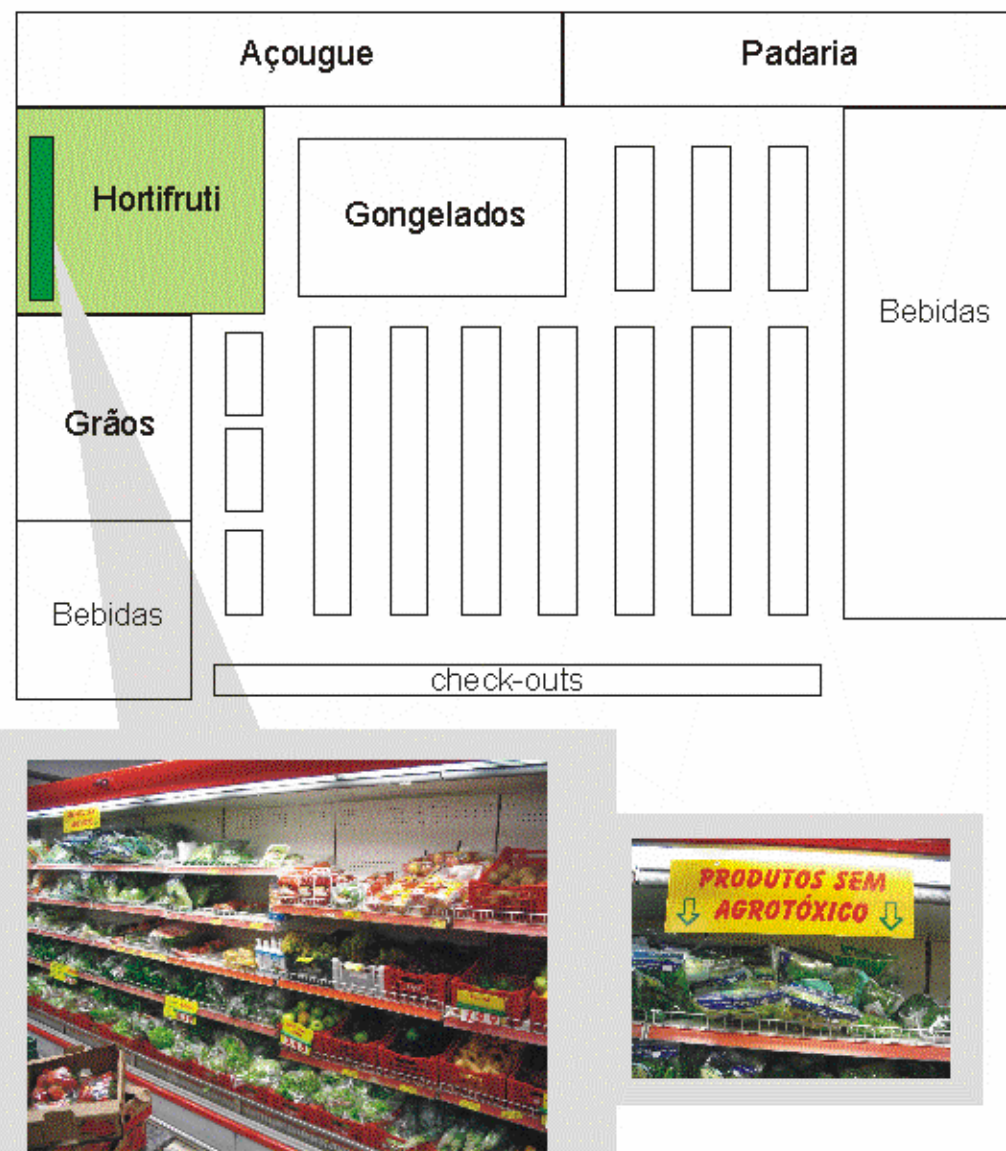 Açougue
Padaria
Hortifruti
Gongelados
Bebidas
Grãos
Bebidas
check-outs
PRODUTOS SEM
AGROTÓXICO